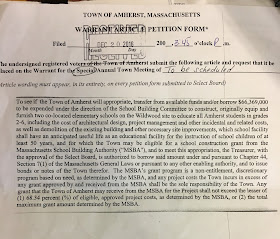 TOWN OF AMHERST, MASSACHUSETTS
WARRANT ARTICLE PETITION FORM*
Filed DEC 20 2016 200 3:45 o'clock P. m.
Month Day
The undersigned registered voters of the Town of Amherst submit the following article and request that it be
placed on the Warrant for the Special/Annual Town Meeting of To be scheduled
(Article wording must appear, in its entirety, on every petition form submitted to Select Board)
To see if the Town of Amherst will appropriate, transfer from available funds and/or borrow $66,369,000
to be expended under the direction of the School Building Committee to construct, originally equip and
furnish two co-located elementary schools on the Wildwood site to educate all Amherst students in grades
2-6, including the cost of architectural design, project management and other incidental and related costs,
as well as demolition of the existing building and other necessary site improvements, which school facility
shall have an anticipated useful life as an educational facility for the instruction of school children of at
least 50 years, and for which the Town may be eligible for a school construction grant from the
Massachusetts School Building Authority ("MSBA"), and to meet this appropriation, the Treasurer, with
the approval of the Select Board, is authorized to borrow said amount under and pursuant to Chapter 44,
Section 7(1) of the Massachusetts General Laws or pursuant to any other enabling authority, and to issue
bonds or notes of the Town therefor. The MSBA's grant program is a non-entitlement, discretionary
program based on need, as determined by the MSBA, and any project costs the Town incurs in excess of
any grant approved by and received from the MSBA shall be the sole responsibility of the Town. Any
grant that the Town of Amherst may receive from the MSBA for the Project shall not exceed the lesser of
(1) 68.34 percent (%) of eligible, approved project costs, as determined by the MSBA, or (2) the total
maximum grant amount determined by the MSBA.